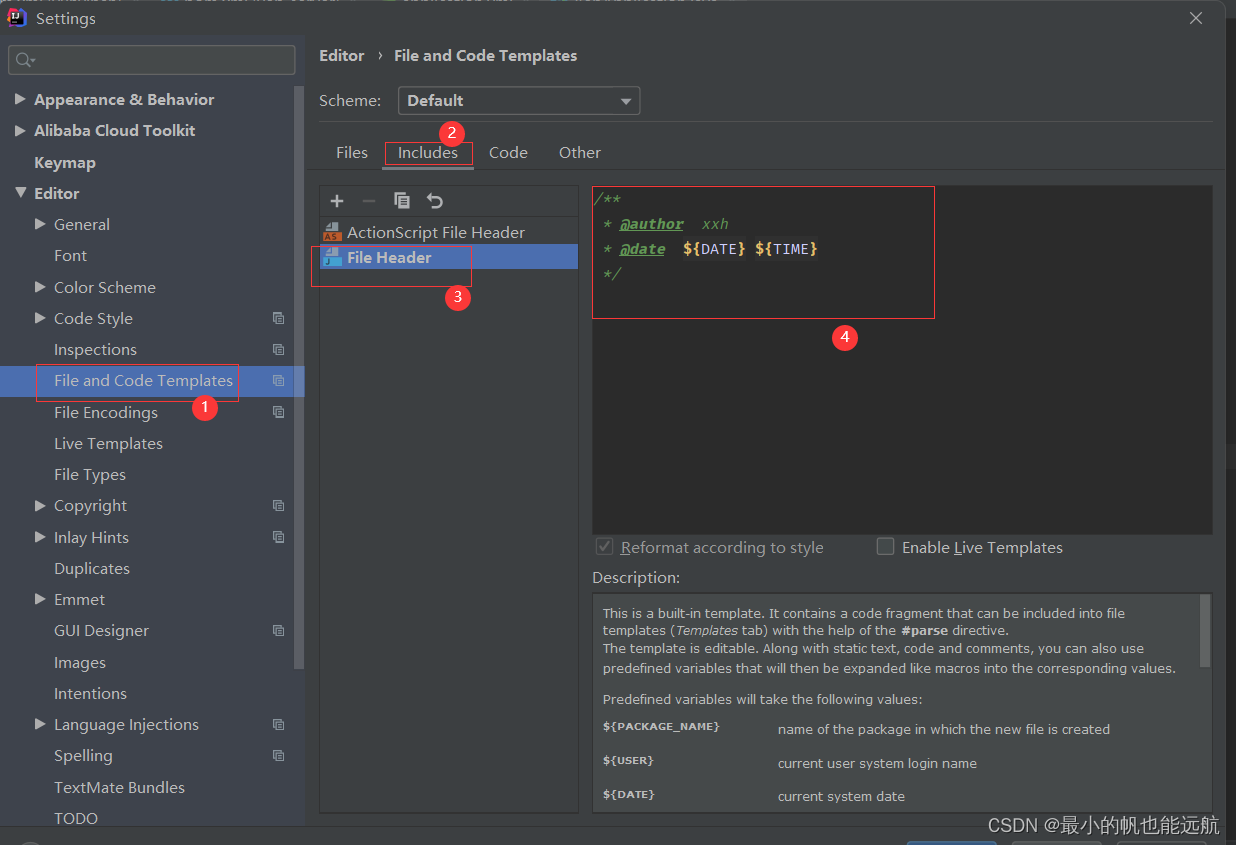 Settings
Editor › File and Code Templates
Scheme: Default
Files Includes Code Other
2
Appearance & Behavior
Alibaba Cloud Toolkit
Keymap
Editor
General
Font
Color Scheme
Code Style
Inspections
File and Code Templates
1
File Encodings
Live Templates
File Types
Copyright
Inlay Hints
Duplicates
Emmet
GUI Designer
Images
Intentions
Language Injections
Spelling
TextMate Bundles
TODO
ActionScript File Header
File Header
3
/**
* @author xxh
* @date ${DATE} ${TIME}
*/
4
Reformat according to style Enable Live Templates
Description:
This is a built-in template. It contains a code fragment that can be included into file
templates (Templates tab) with the help of the #parse directive.
The template is editable. Along with static text, code and comments, you can also use
predefined variables that will then be expanded like macros into the corresponding values.
Predefined variables will take the following values:
${PACKAGE_NAME} name of the package in which the new file is created
${USER} current user system login name
${DATE} current system date
CSDN @最小的帆也能远航